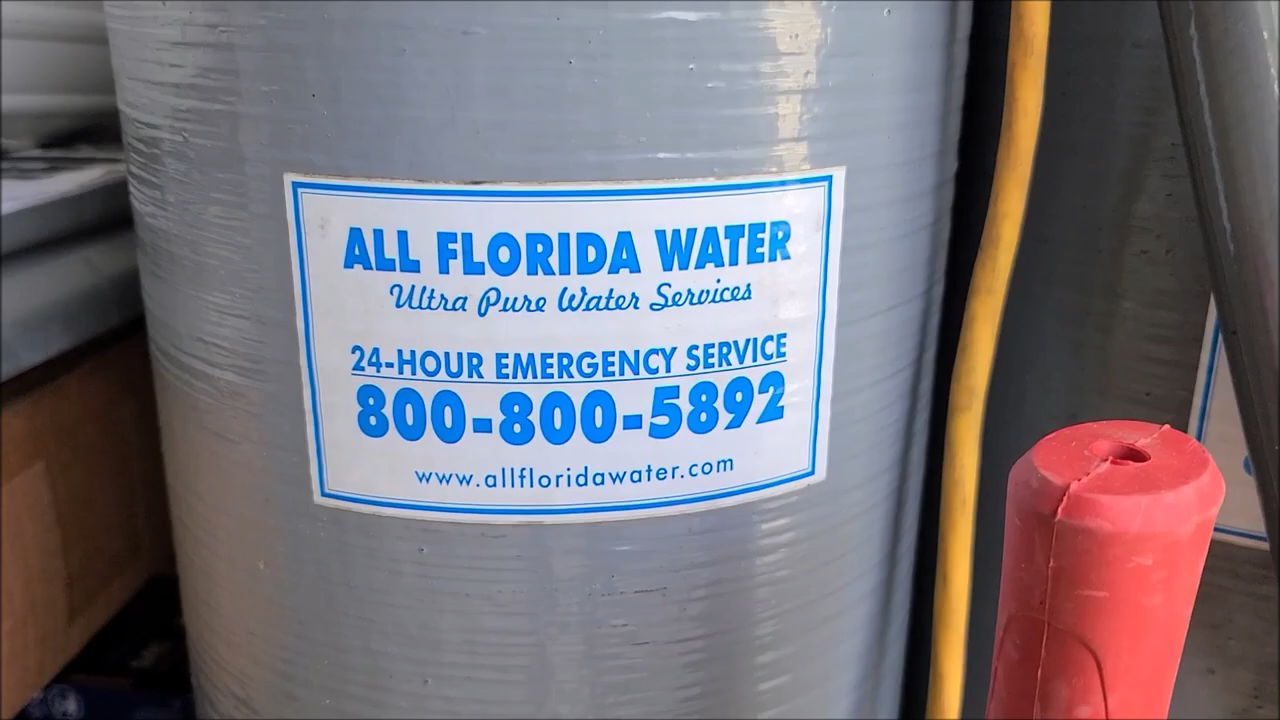 ALL FLORIDA WATER
Ultra Pure Water Services
24-HOUR EMERGENCY SERVICE
800-800-5892
www.allfloridawater.com